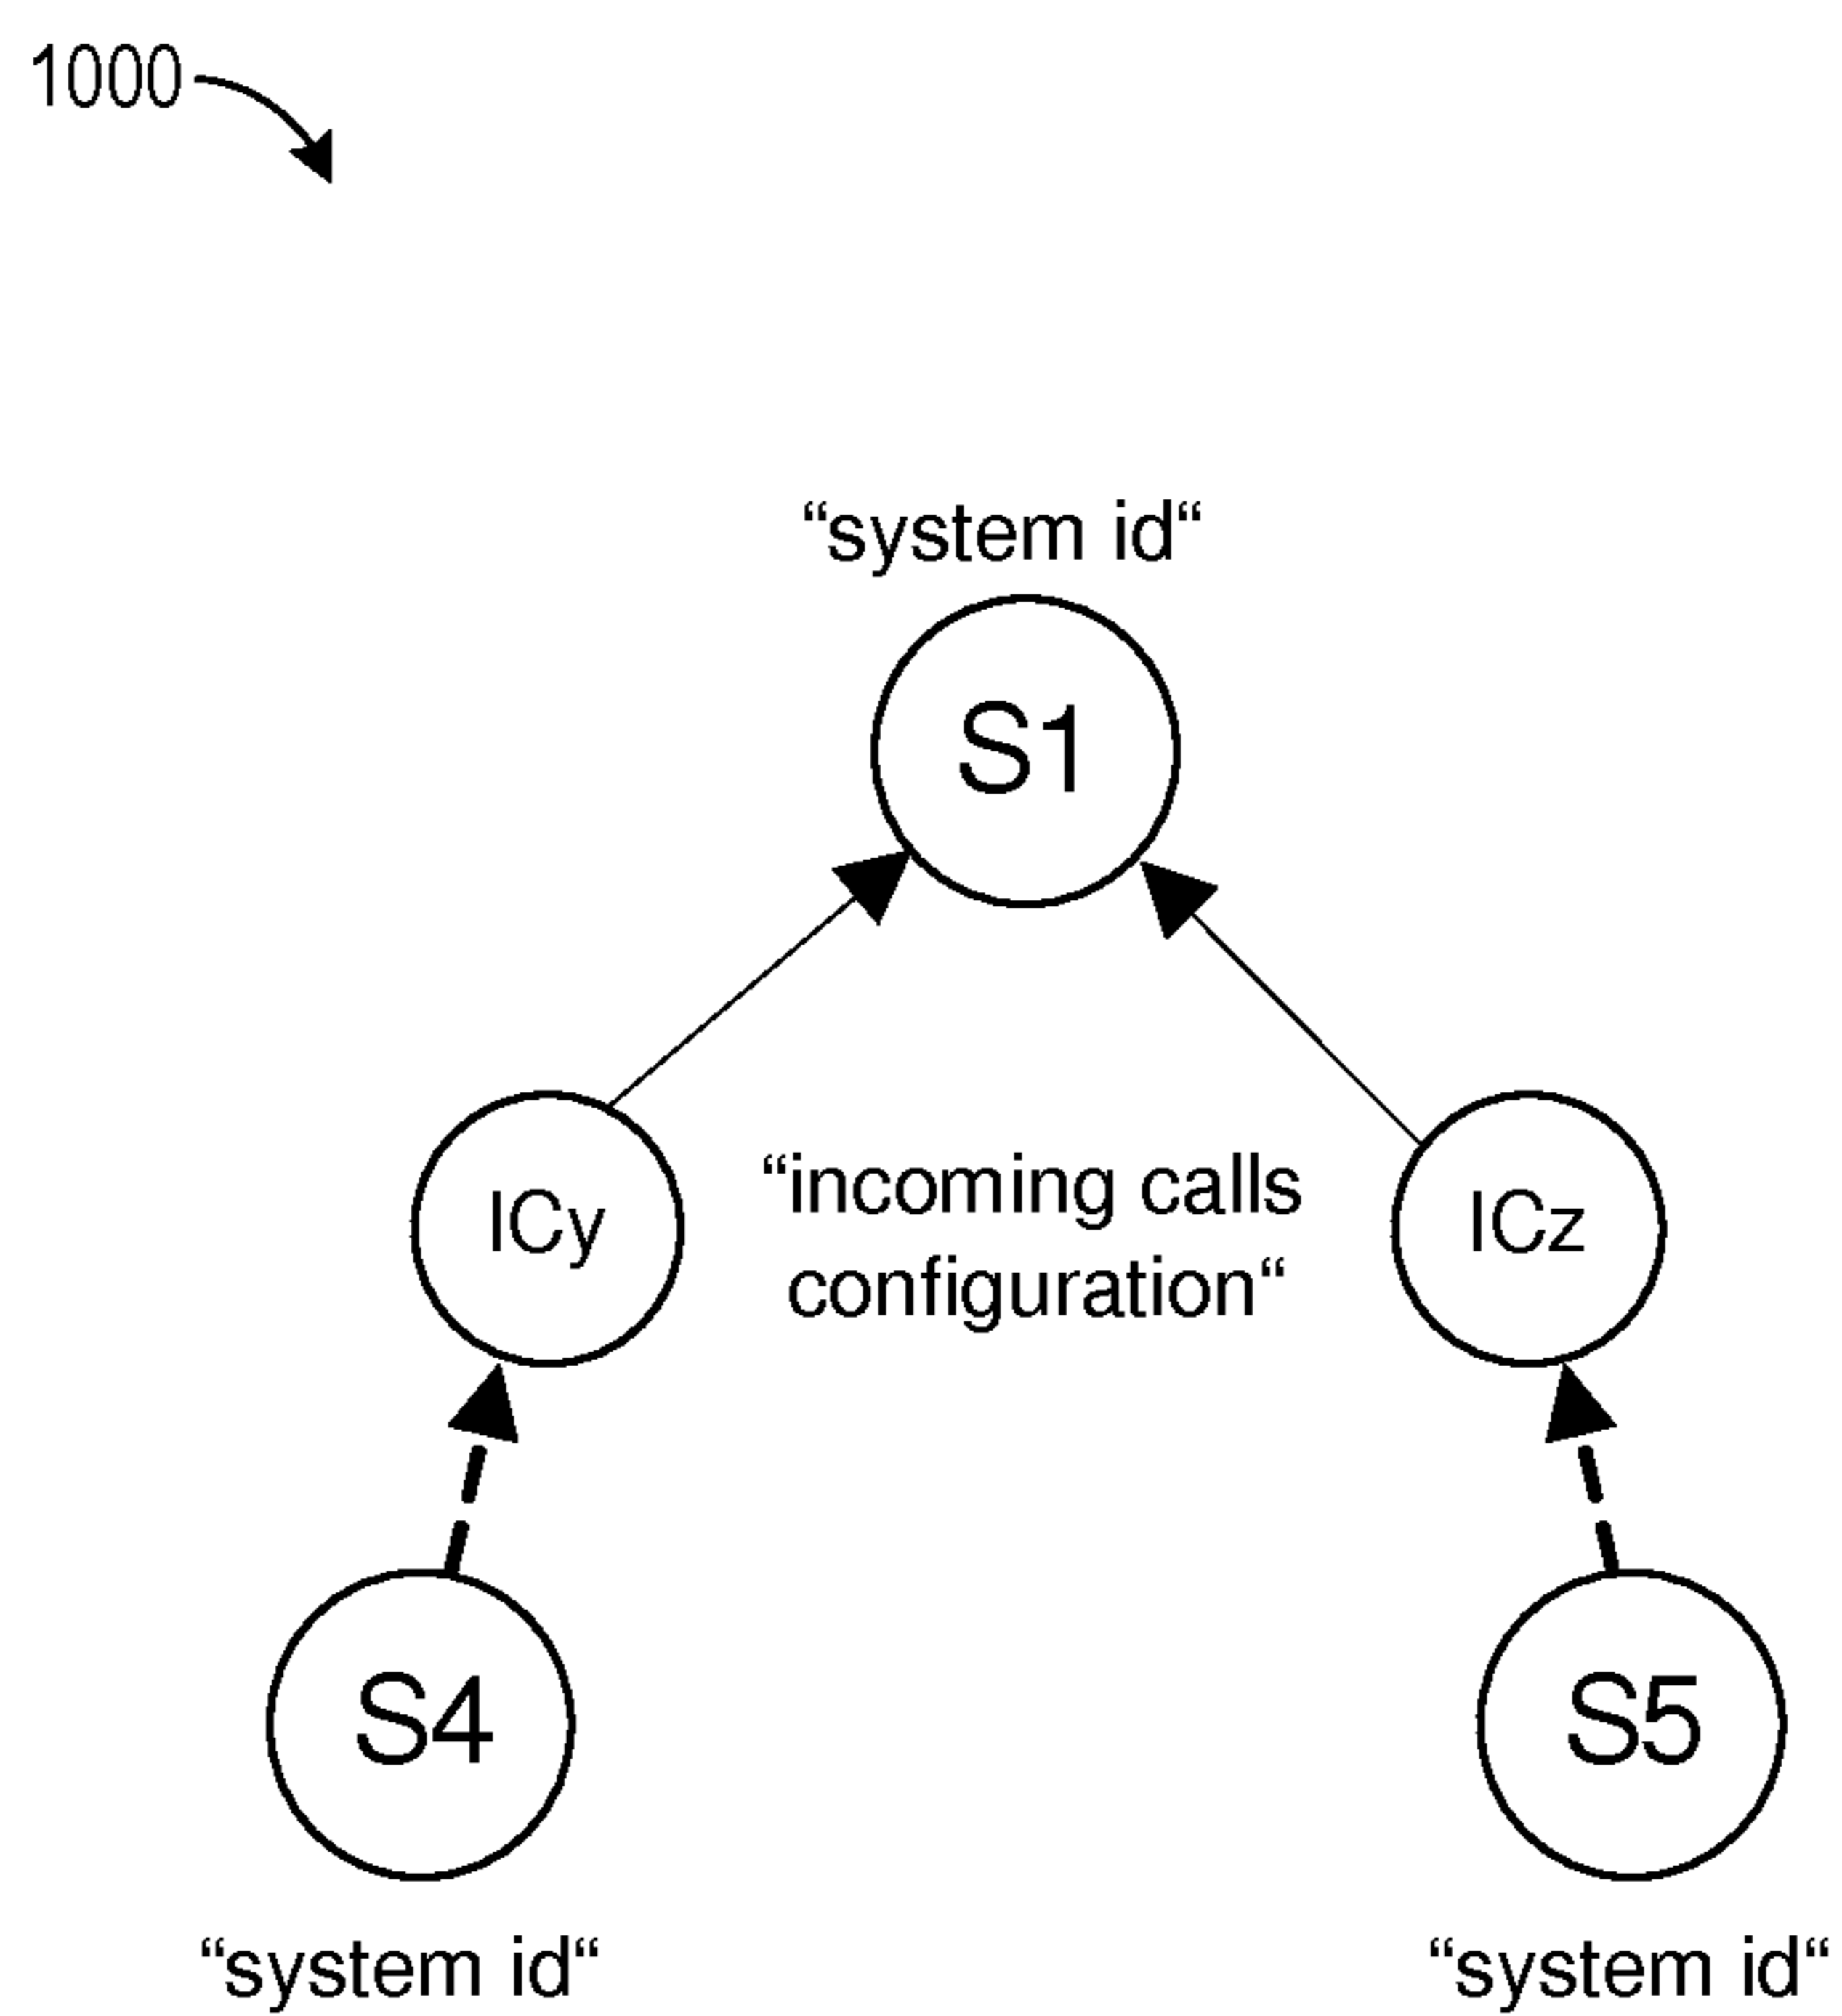 1000
“system id“
S1
ICy
“incoming calls
configuration“
ICz
S4
S5
“system id“
“system id“